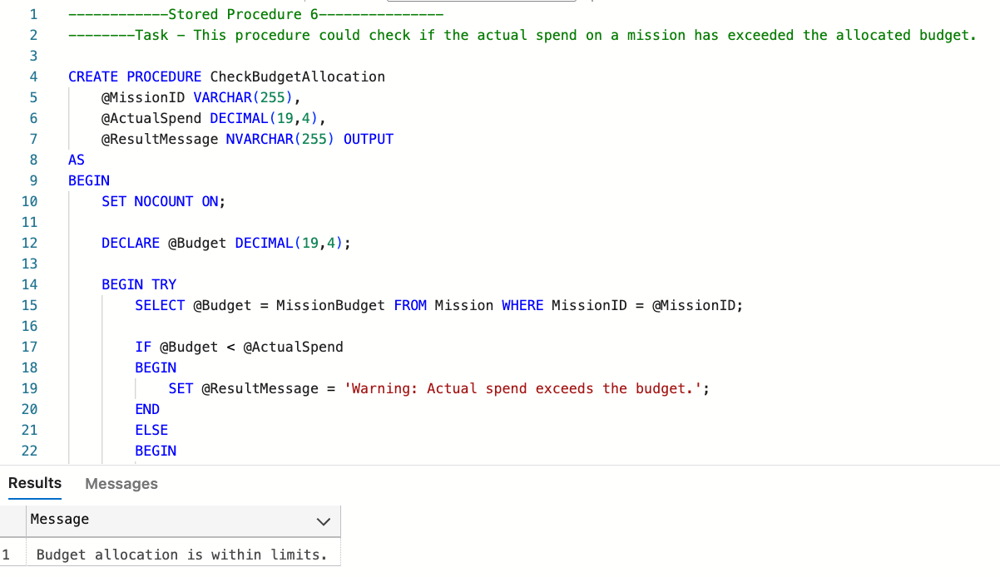 1 ------------Stored Procedure 6---------------
2 --------Task - This procedure could check if the actual spend on a mission has exceeded the allocated budget.
3
4 CREATE PROCEDURE CheckBudgetAllocation
5     @MissionID VARCHAR(255),
6     @ActualSpend DECIMAL(19,4),
7     @ResultMessage NVARCHAR(255) OUTPUT
8 AS
9 BEGIN
10     SET NOCOUNT ON;
11
12     DECLARE @Budget DECIMAL(19,4);
13
14     BEGIN TRY
15         SELECT @Budget = MissionBudget FROM Mission WHERE MissionID = @MissionID;
16
17         IF @Budget < @ActualSpend
18         BEGIN
19             SET @ResultMessage = 'Warning: Actual spend exceeds the budget.';
20         END
21         ELSE
22         BEGIN
Results Messages
Message
1 Budget allocation is within limits.